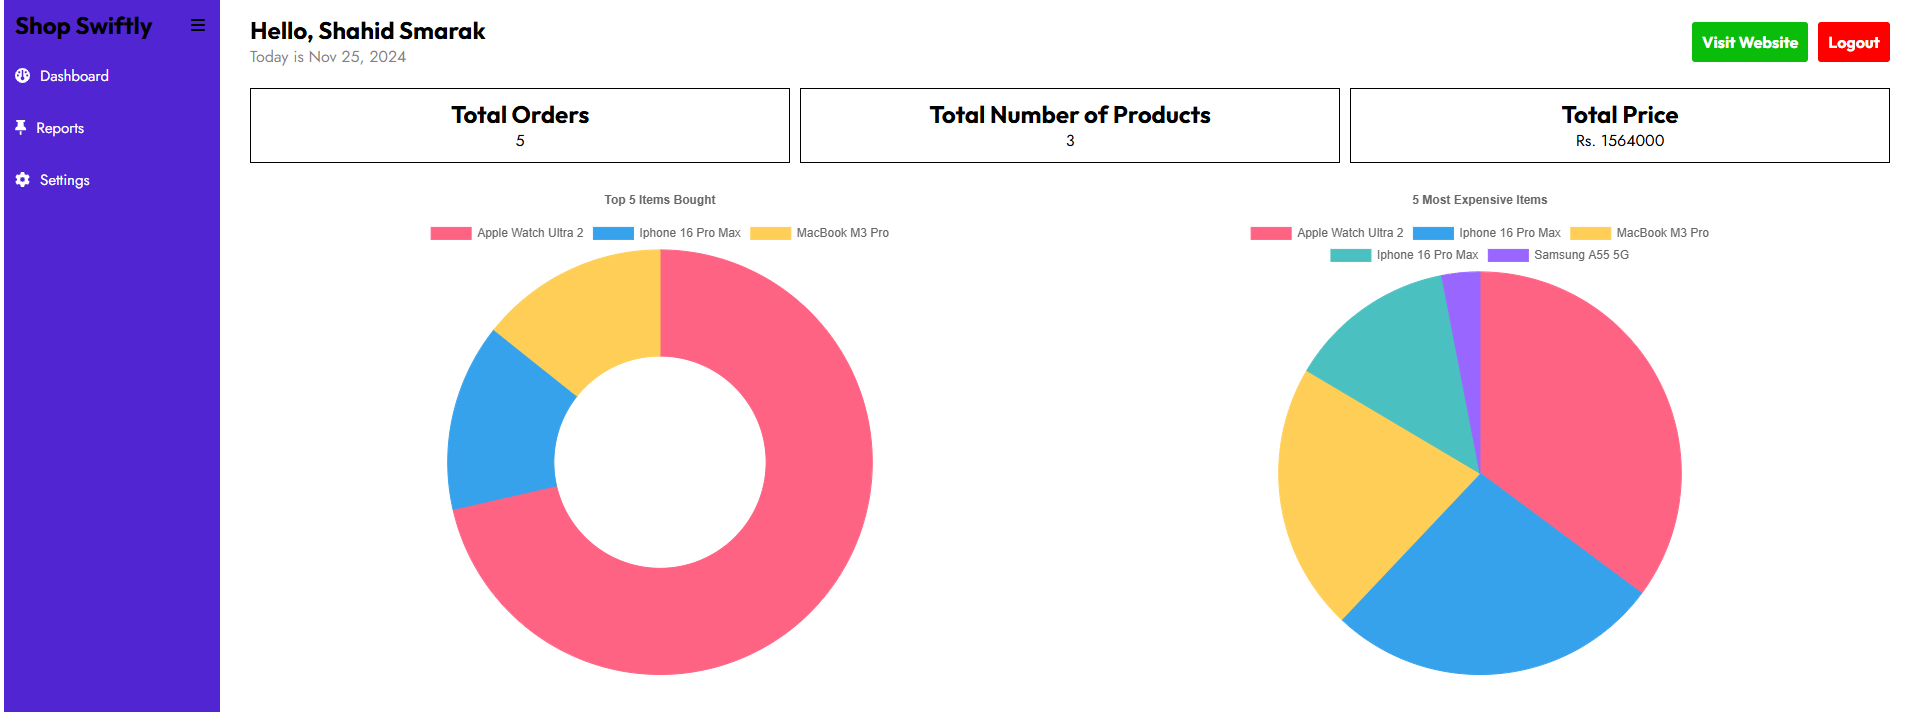 Shop Swiftly
Dashboard
Reports
Settings
Hello, Shahid Smarak
Today is Nov 25, 2024
Visit Website
Logout
Total Orders
5
Total Number of Products
3
Total Price
Rs. 1564000
Top 5 Items Bought
Apple Watch Ultra 2 Iphone 16 Pro Max MacBook M3 Pro
5 Most Expensive Items
Apple Watch Ultra 2 Iphone 16 Pro Max MacBook M3 Pro
Iphone 16 Pro Max Samsung A55 5G